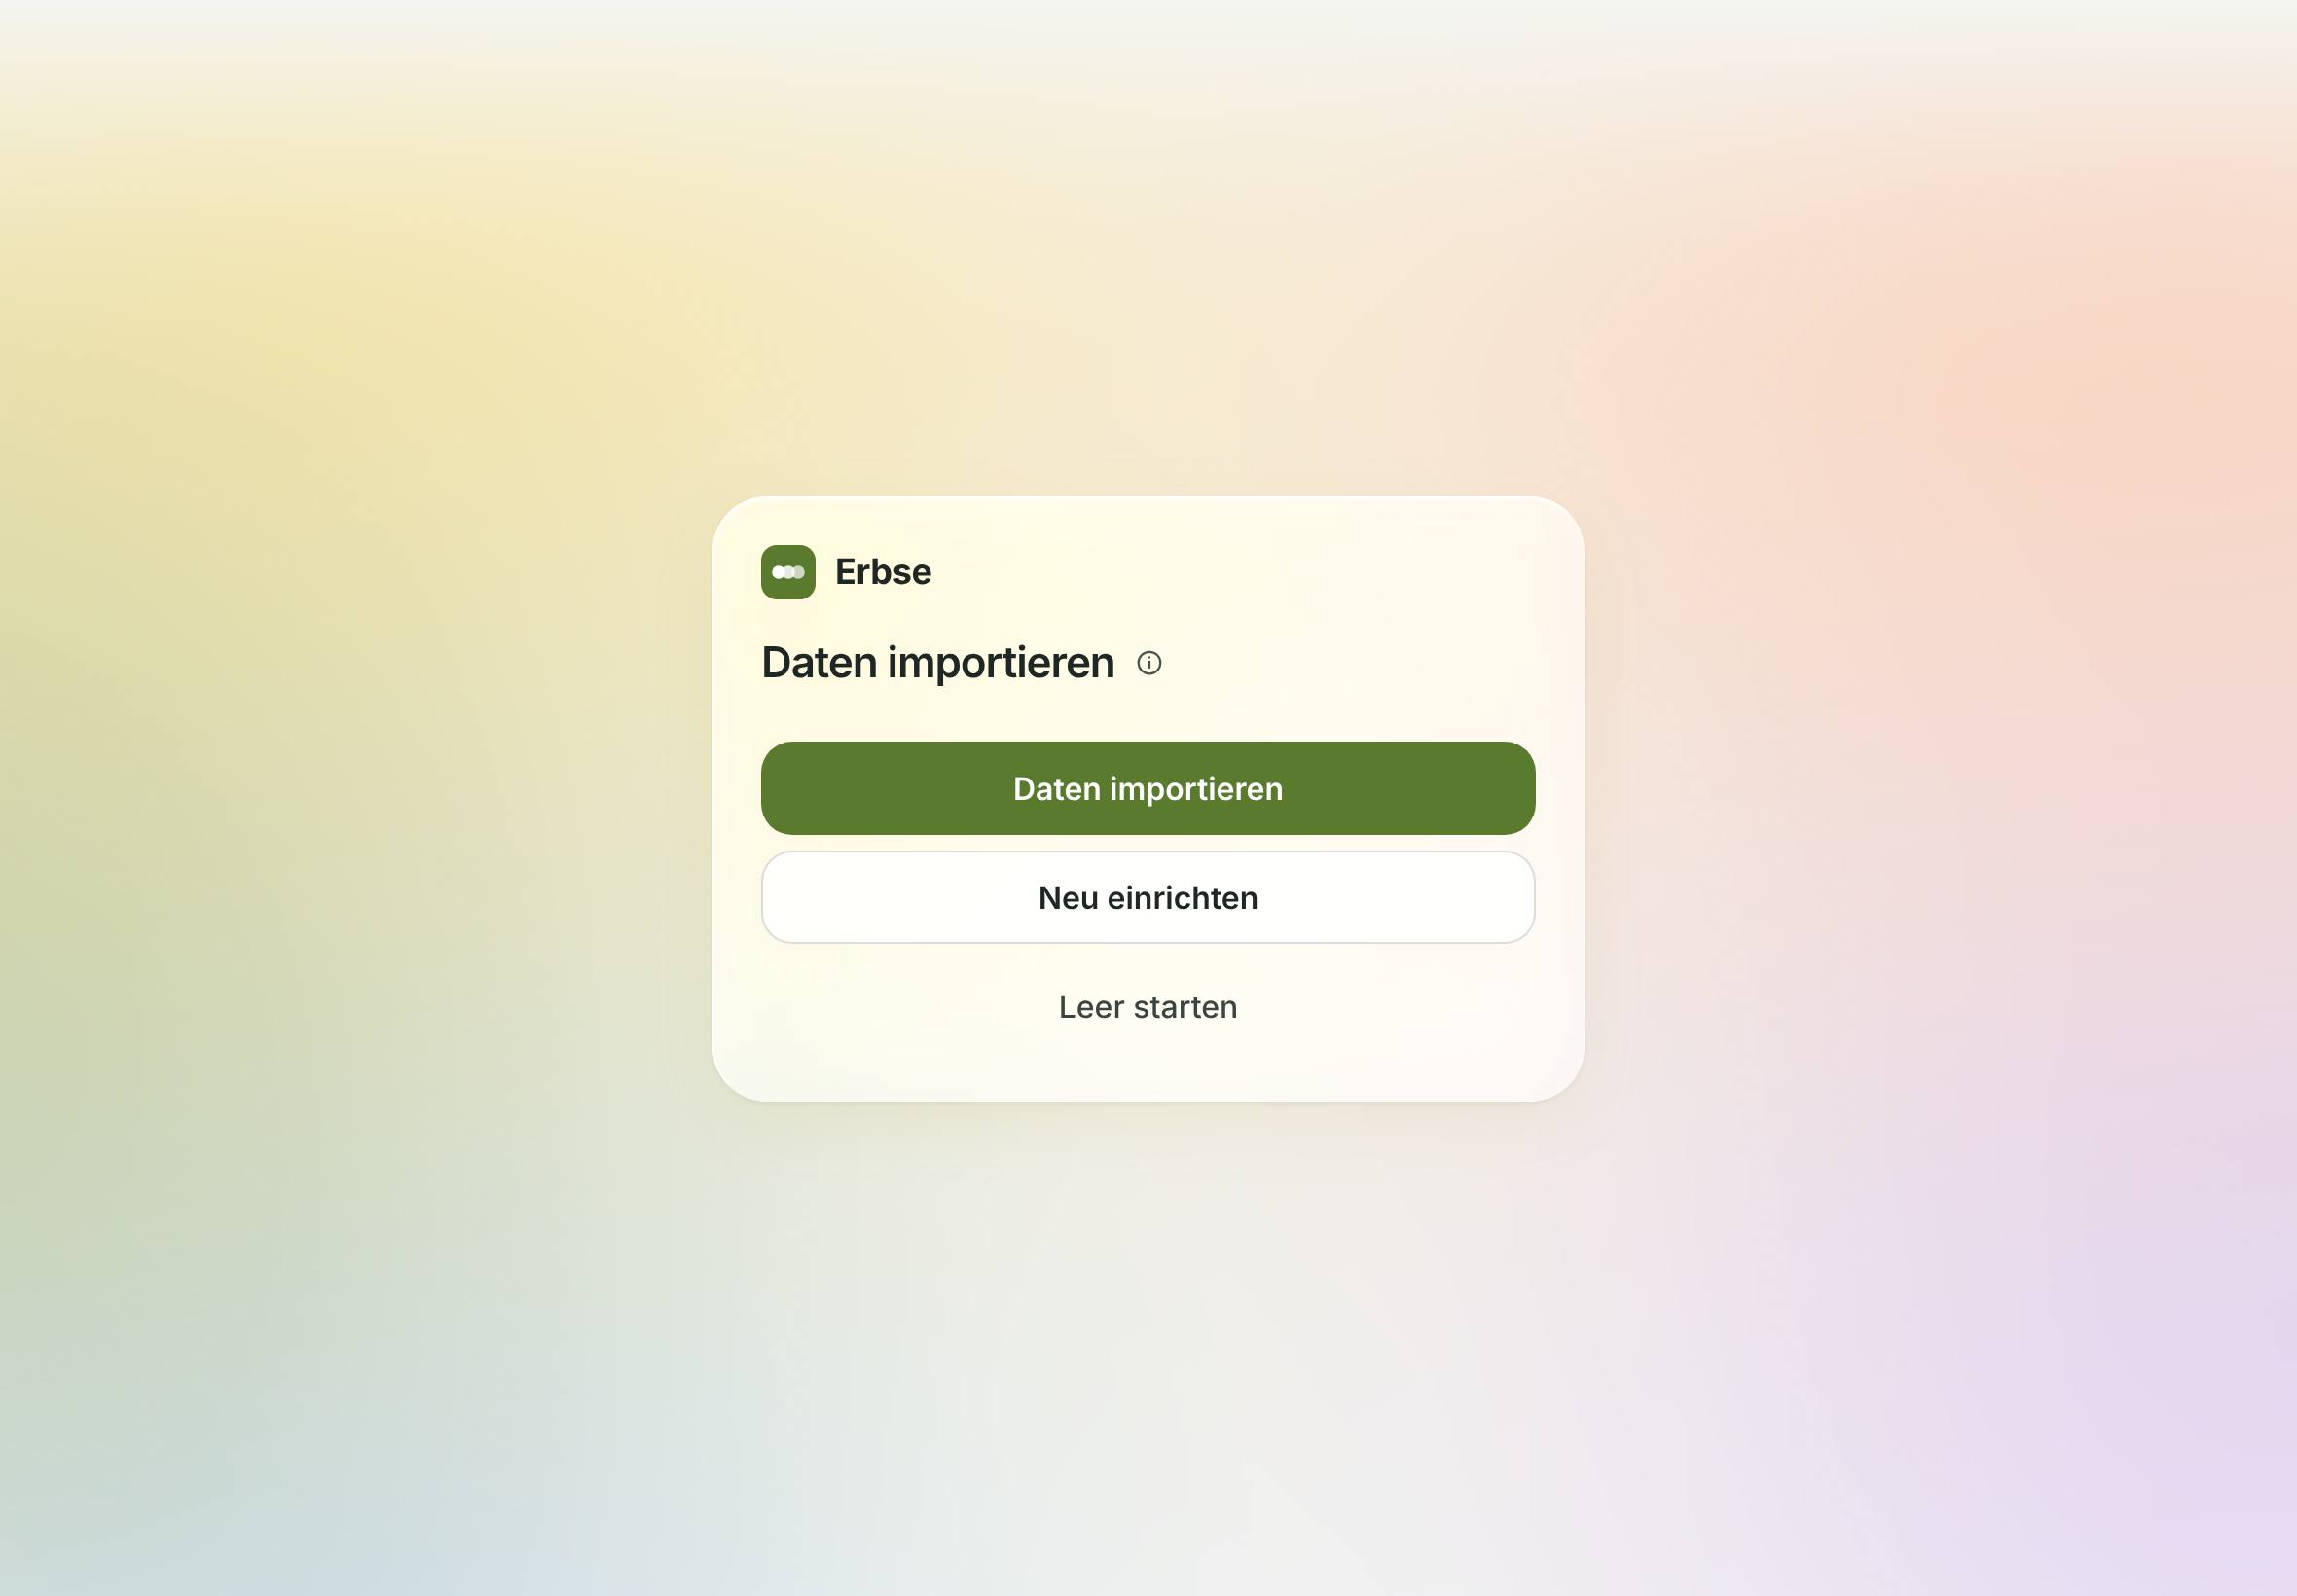 Erbse
Daten importieren
Daten importieren
Neu einrichten
Leer starten